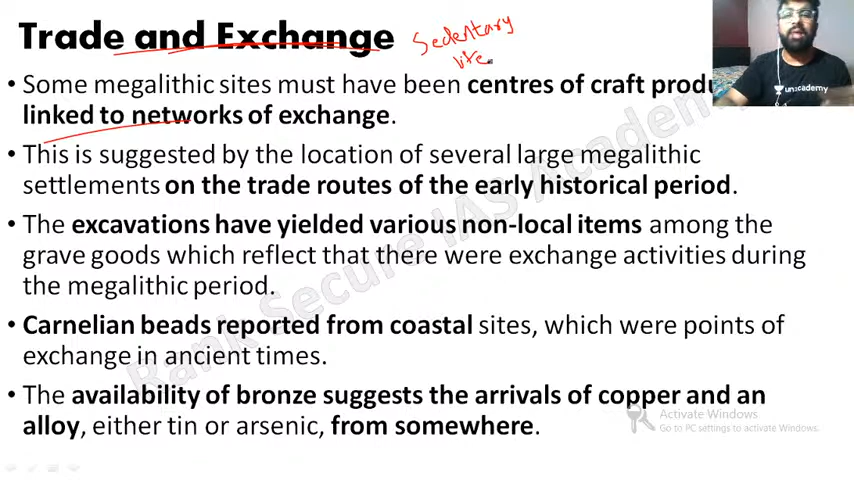 Trade and Exchange
Sedentary
life
• Some megalithic sites must have been centres of craft produ
linked to networks of exchange.
• This is suggested by the location of several large megalithic
settlements on the trade routes of the early historical period.
• The excavations have yielded various non-local items among the
grave goods which reflect that there were exchange activities during
the megalithic period.
• Carnelian beads reported from coastal sites, which were points of
exchange in ancient times.
• The availability of bronze suggests the arrivals of copper and an
alloy, either tin or arsenic, from somewhere.
Rank Secure IAS Academy
unacademy
Activate Windows
Go to PC settings to activate Windows.